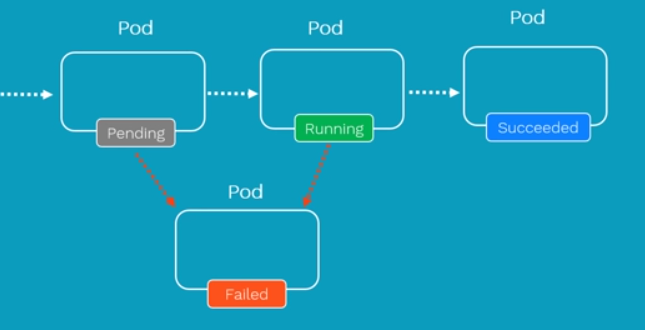 Pod
Pod
Pod
Pending
Running
Succeeded
Pod
Failed